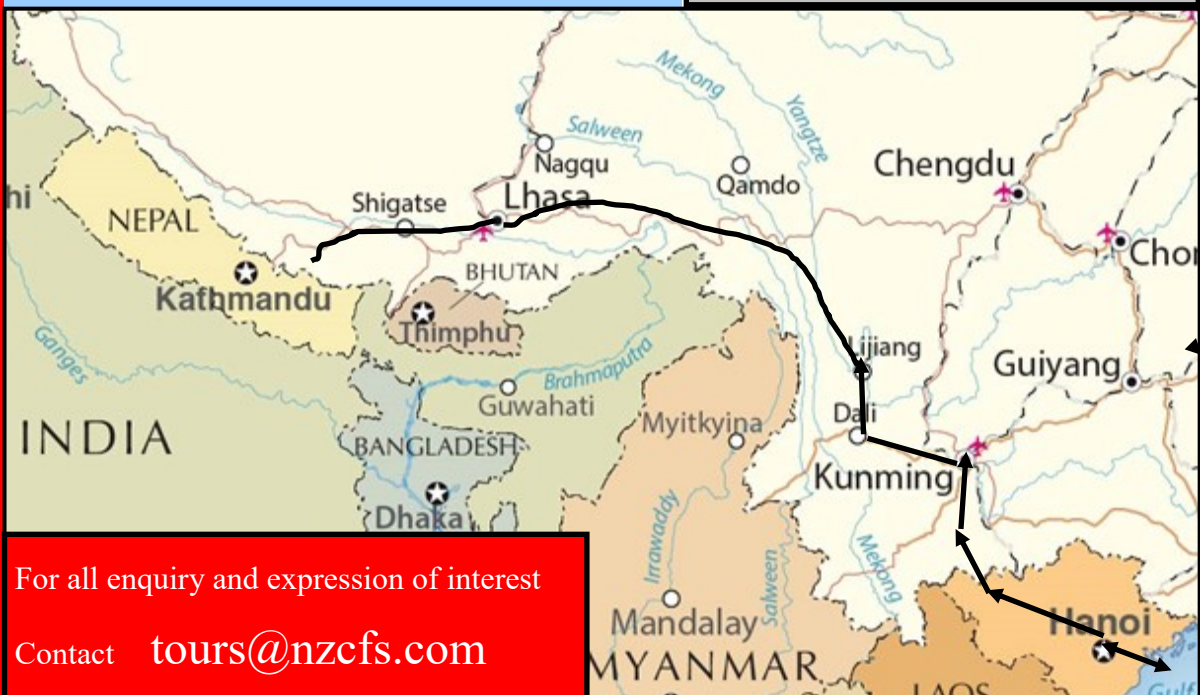 Mekong
Yangtze
Salween
Nagqu
Qamdo
Chengdu
hi
Shigatse
Lhasa
NEPAL
Chon
BHUTAN
Kathmandu
Thimphu
Ganges
Brahmaputra
Lijiang
Guiyang
Guwahati
Dali
INDIA
Myitkyina
BANGLADESH
Kunming
Dhaka
Irrawaddy
Salween
Mekong
For all enquiry and expression of interest
Mandalay
Hanoi
Contact tours@nzcfs.com
MYANMAR
LAOS
Gulf